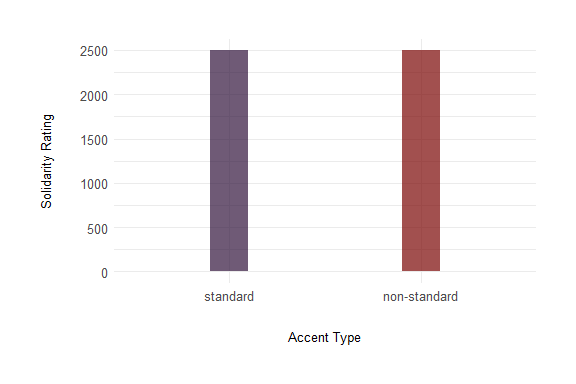 2500
2000
1500
1000
500
0
Solidarity Rating
standard non-standard
Accent Type